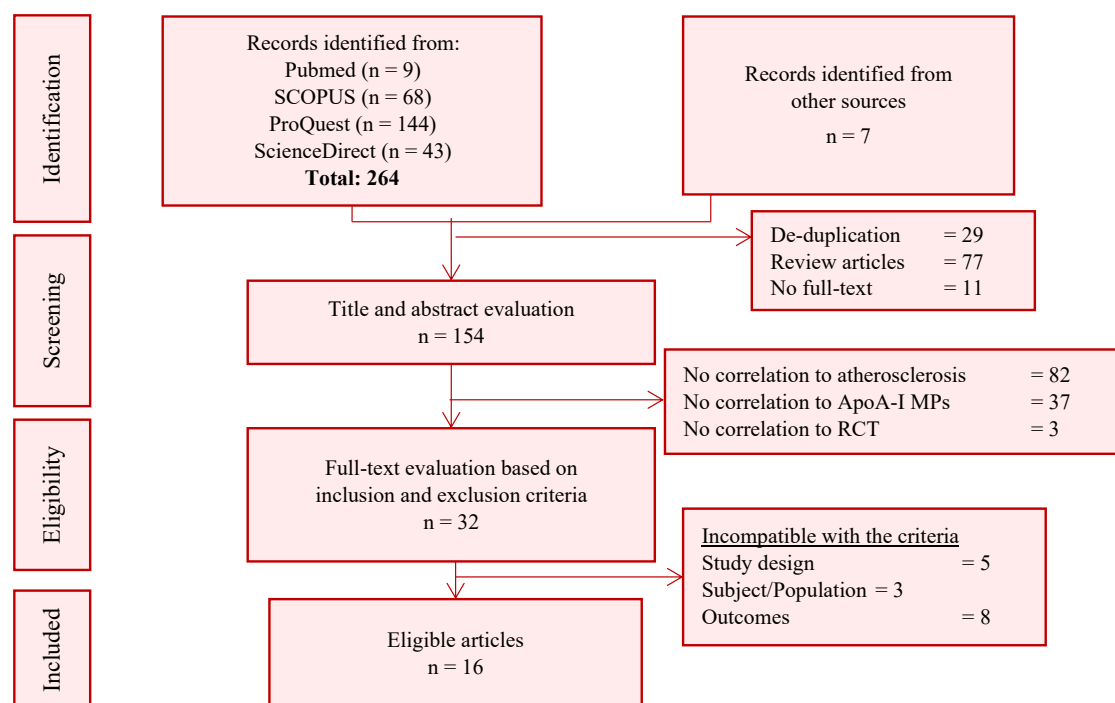 Identification
Records identified from:
Pubmed (n = 9)
SCOPUS (n = 68)
ProQuest (n = 144)
ScienceDirect (n = 43)
Total: 264
Records identified from
other sources
n = 7
De-duplication = 29
Review articles = 77
No full-text = 11
Screening
Title and abstract evaluation
n = 154
No correlation to atherosclerosis = 82
No correlation to ApoA-I MPs = 37
No correlation to RCT = 3
Eligibility
Full-text evaluation based on
inclusion and exclusion criteria
n = 32
Incompatible with the criteria
Study design = 5
Subject/Population = 3
Outcomes = 8
Included
Eligible articles
n = 16